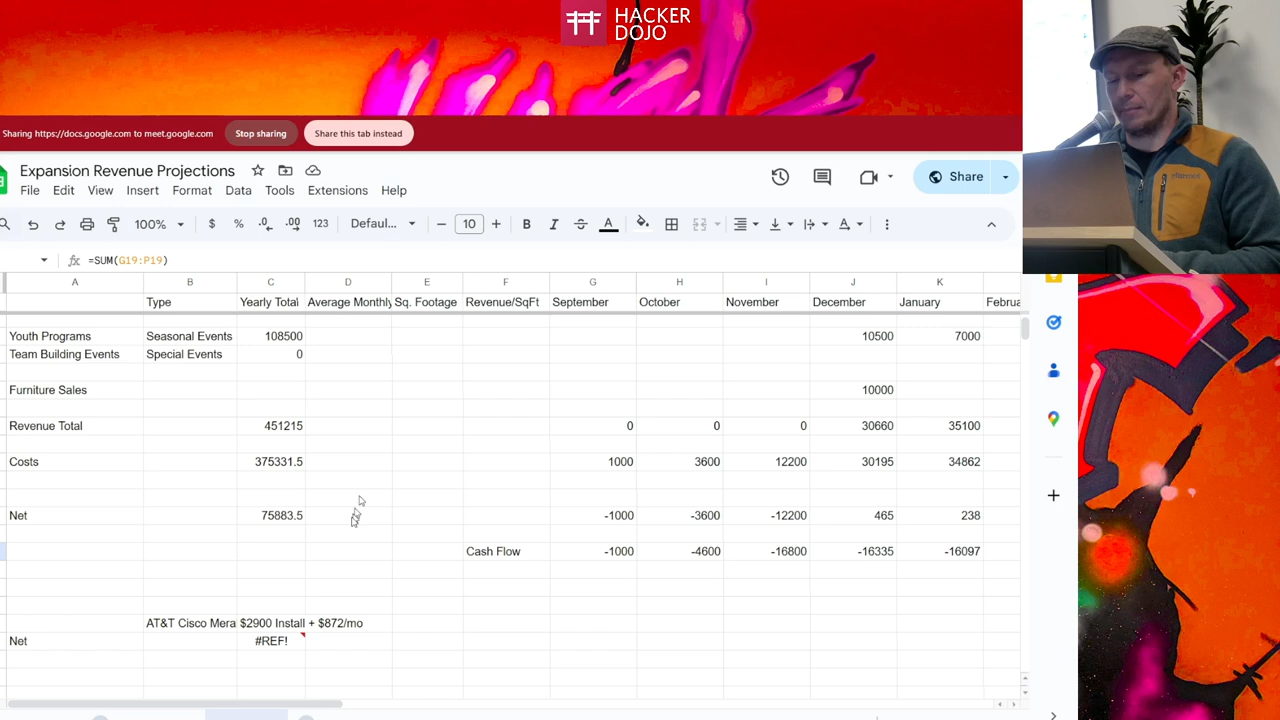 HACKER
DOJO
Sharing https://docs.google.com to meet.google.com Stop sharing Share this tab instead
Expansion Revenue Projections
File Edit View Insert Format Data Tools Extensions Help
Share
100% $ % .0 .00 123 Defaul... 10 B I A
fx =SUM(G19:P19)
A B C D E F G H I J K
Type Yearly Total Average Monthly Sq. Footage Revenue/SqFt September October November December January Februa
Youth Programs Seasonal Events 108500 10500 7000
Team Building Events Special Events 0
Furniture Sales 10000
Revenue Total 451215 0 0 0 30660 35100
Costs 375331.5 1000 3600 12200 30195 34862
Net 75883.5 -1000 -3600 -12200 465 238
Cash Flow -1000 -4600 -16800 -16335 -16097
AT&T Cisco Mera $2900 Install + $872/mo
Net #REF!
Marmot